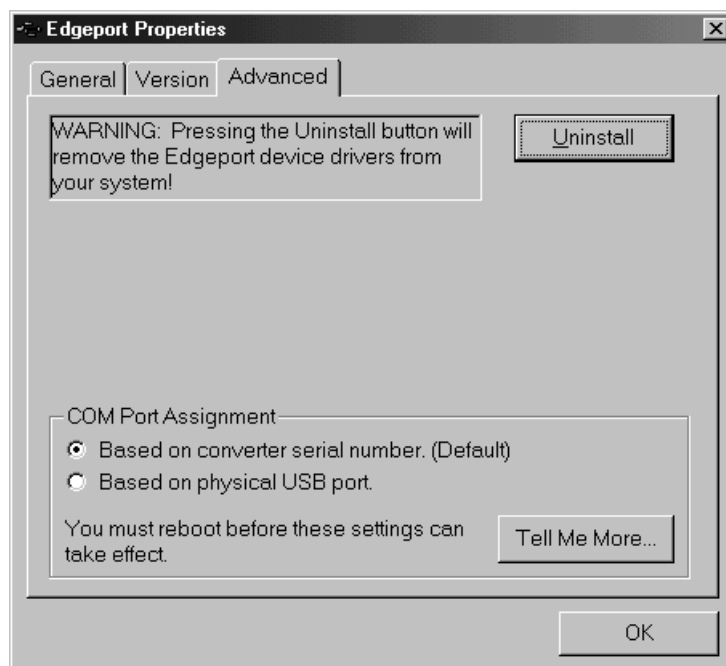 Edgeport Properties
General
Version
Advanced
WARNING:  Pressing the Uninstall button will
remove the Edgeport device drivers from
your system!
Uninstall
COM Port Assignment
Based on converter serial number. (Default)
Based on physical USB port.
You must reboot before these settings can
take effect.
Tell Me More...
OK